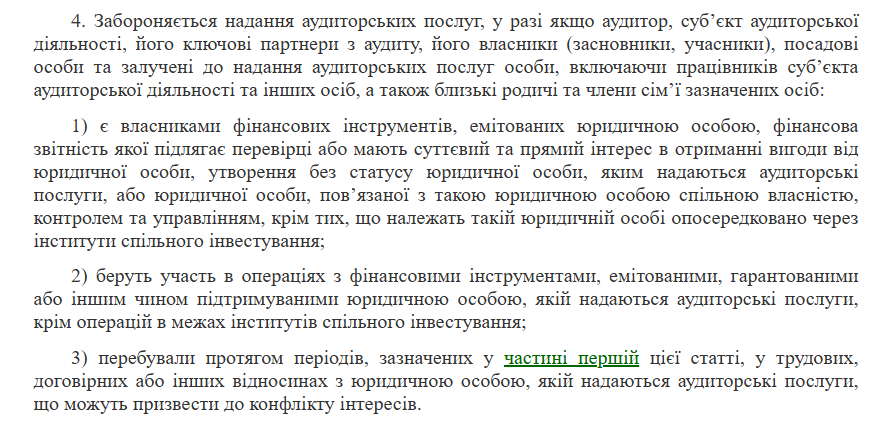 4. Забороняється надання аудиторських послуг, у разі якщо аудитор, суб’єкт аудиторської
діяльності, його ключові партнери з аудиту, його власники (засновники, учасники), посадові
особи та залучені до надання аудиторських послуг особи, включаючи працівників суб’єкта
аудиторської діяльності та інших осіб, а також близькі родичі та члени сім’ї зазначених осіб:
1) є власниками фінансових інструментів, емітованих юридичною особою, фінансова
звітність якої підлягає перевірці або мають суттєвий та прямий інтерес в отриманні вигоди від
юридичної особи, утворення без статусу юридичної особи, яким надаються аудиторські
послуги, або юридичної особи, пов’язаної з такою юридичною особою спільною власністю,
контролем та управлінням, крім тих, що належать такій юридичній особі опосередковано через
інститути спільного інвестування;
2) беруть участь в операціях з фінансовими інструментами, емітованими, гарантованими
або іншим чином підтримуваними юридичною особою, якій надаються аудиторські послуги,
крім операцій в межах інститутів спільного інвестування;
3) перебували протягом періодів, зазначених у частині першій цієї статті, у трудових,
договірних або інших відносинах з юридичною особою, якій надаються аудиторські послуги,
що можуть призвести до конфлікту інтересів.